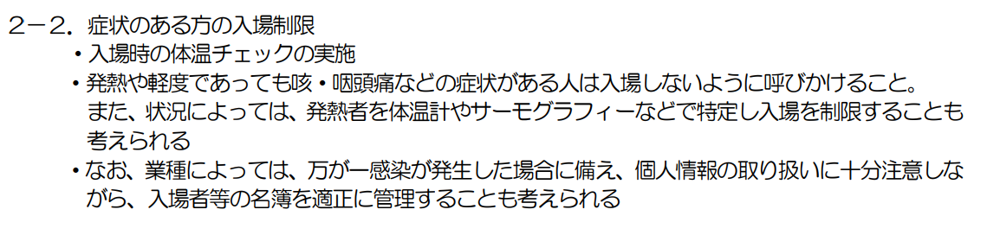 ２－２．症状のある方の入場制限
・入場時の体温チェックの実施
・発熱や軽度であっても咳・咽頭痛などの症状がある人は入場しないように呼びかけること。
また、状況によっては、発熱者を体温計やサーモグラフィーなどで特定し入場を制限することも
考えられる
・なお、業種によっては、万が一感染が発生した場合に備え、個人情報の取り扱いに十分注意しな
がら、入場者等の名簿を適正に管理することも考えられる